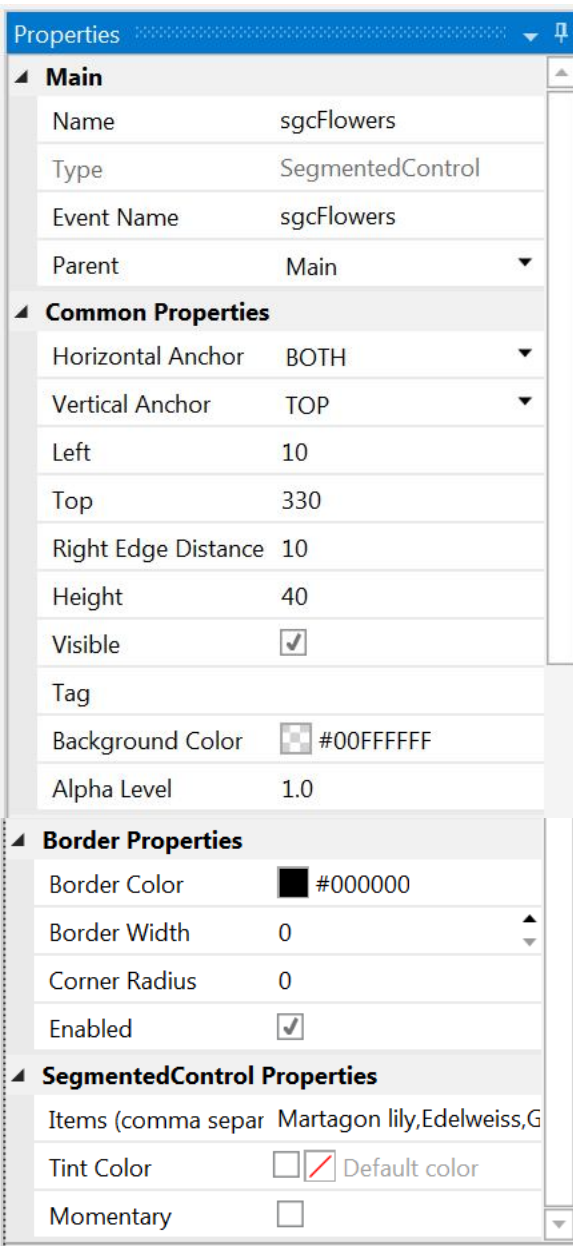 Properties
Main
Name sgcFlowers
Type SegmentedControl
Event Name sgcFlowers
Parent Main
Common Properties
Horizontal Anchor BOTH
Vertical Anchor TOP
Left 10
Top 330
Right Edge Distance 10
Height 40
Visible
Tag
Background Color #00FFFFFF
Alpha Level 1.0
Border Properties
Border Color #000000
Border Width 0
Corner Radius 0
Enabled
SegmentedControl Properties
Items (comma separ Martagon lily,Edelweiss,G
Tint Color Default color
Momentary